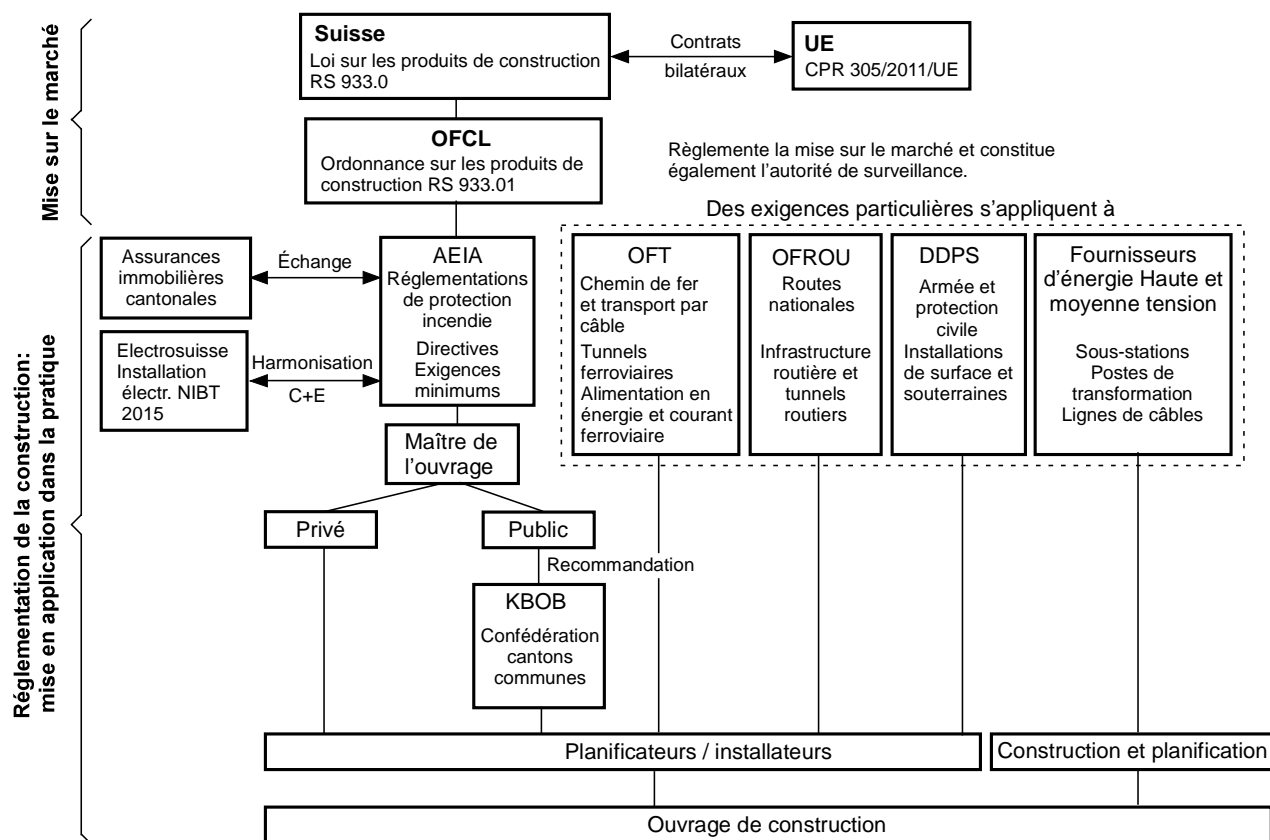 Mise sur le marché
Suisse
Loi sur les produits de construction
RS 933.0
Contrats
bilatéraux
UE
CPR 305/2011/UE
OFCL
Ordonnance sur les produits de
construction RS 933.01
Règlemente la mise sur le marché et constitue
également l’autorité de surveillance.
Des exigences particulières s’appliquent à
Réglementation de la construction:
mise en application dans la pratique
Assurances
immobilières
cantonales
Échange
Electrosuisse
Installation
électr. NIBT
2015
Harmonisation
C+E
AEIA
Réglementations
de protection
incendie
Directives
Exigences
minimums
OFT
Chemin de fer
et transport par
câble
Tunnels
ferroviaires
Alimentation en
énergie et courant
ferroviaire
OFROU
Routes
nationales
Infrastructure
routière et
tunnels
routiers
DDPS
Armée et
protection
civile
Installations
de surface et
souterraines
Fournisseurs
d’énergie Haute et
moyenne tension
Sous-stations
Postes de
transformation
Lignes de câbles
Maître de
l’ouvrage
Privé
Public
Recommandation
KBOB
Confédération
cantons
communes
Planificateurs / installateurs
Construction et planification
Ouvrage de construction